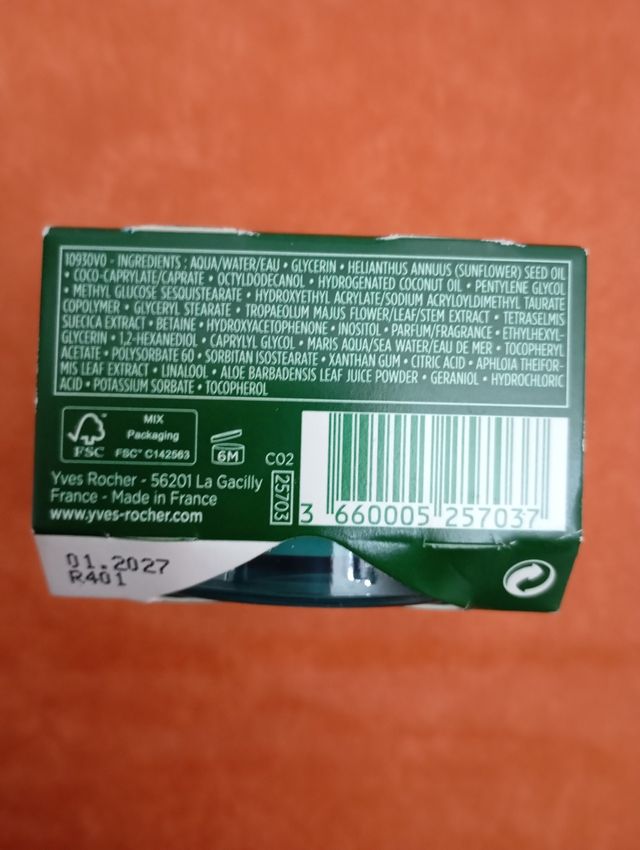 10930V0 - INGREDIENTS : AQUA/WATER/EAU • GLYCERIN • HELIANTHUS ANNUUS (SUNFLOWER) SEED OIL
• COCO-CAPRYLATE/CAPRATE • OCTYLDODECANOL • HYDROGENATED COCONUT OIL • PENTYLENE GLYCOL
• METHYL GLUCOSE SESQUISTEARATE • HYDROXYETHYL ACRYLATE/SODIUM ACRYLOYLDIMETHYL TAURATE
COPOLYMER • GLYCERYL STEARATE • TROPAEOLUM MAJUS FLOWER/LEAF/STEM EXTRACT • TETRASELMIS
SUECICA EXTRACT • BETAINE • HYDROXYACETOPHENONE • INOSITOL • PARFUM/FRAGRANCE • ETHYLHEXYL-
GLYCERIN • 1,2-HEXANEDIOL • CAPRYLYL GLYCOL • MARIS AQUA/SEA WATER/EAU DE MER • TOCOPHERYL
ACETATE • POLYSORBATE 60 • SORBITAN ISOSTEARATE • XANTHAN GUM • CITRIC ACID • APHLOIA THEIFOR-
MIS LEAF EXTRACT • LINALOOL • ALOE BARBADENSIS LEAF JUICE POWDER • GERANIOL • HYDROCHLORIC
ACID • POTASSIUM SORBATE • TOCOPHEROL
FSC
MIX
Packaging
FSC™ C142563
6M
C02
25703
Yves Rocher - 56201 La Gacilly
France - Made in France
www.yves-rocher.com
3 660005 257037
01.2027
R401